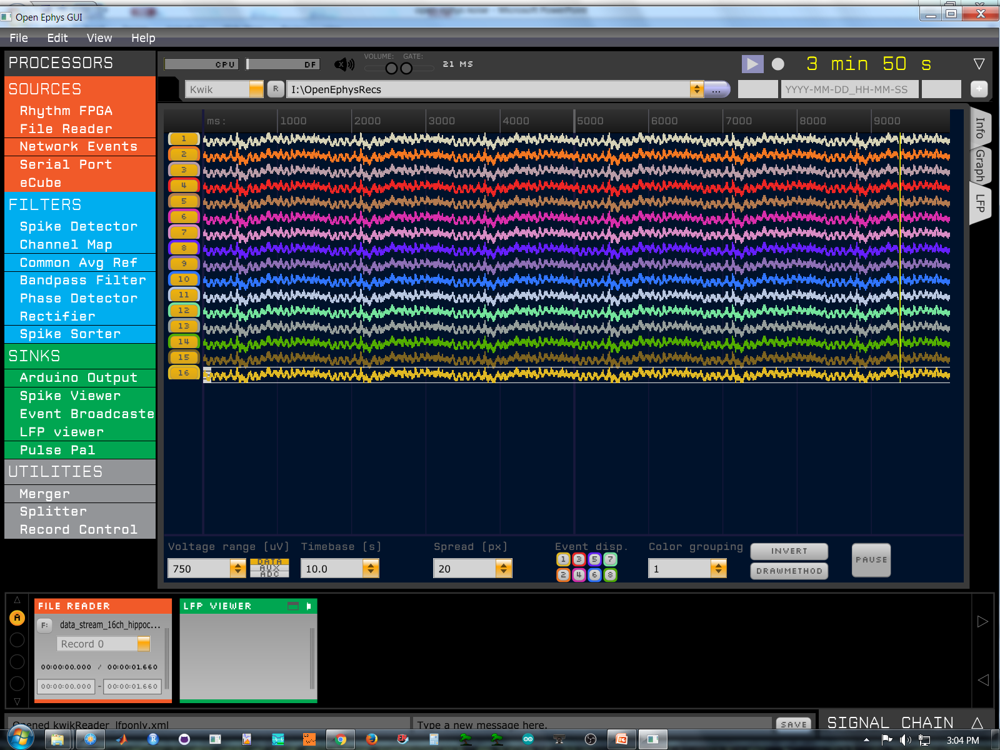 Open Ephys GUI
File Edit View Help
PROCESSORS
SOURCES
Rhythm FPGA
File Reader
Network Events
Serial Port
eCube
FILTERS
Spike Detector
Channel Map
Common Avg Ref
Bandpass Filter
Phase Detector
Rectifier
Spike Sorter
SINKS
Arduino Output
Spike Viewer
Event Broadcaste
LFP viewer
Pulse Pal
UTILITIES
Merger
Splitter
Record Control
CPU DF VOLUME: GATE: 21 MS 3 min 50 s
Kwik R I:\OpenEphysRecs ... YYYY-MM-DD_HH-MM-SS +
ms: 1000 2000 3000 4000 5000 6000 7000 8000 9000
1
2
3
4
5
6
7
8
9
10
11
12
13
14
15
16
Info
Graph
LFP
Voltage range (uV) Timebase (s) Spread (px) Event disp. Color grouping
750 DATA AUX ADC 10.0 20 1 3 5 7 2 4 6 8 1 INVERT DRAWMETHOD PAUSE
A
FILE READER
F: data_stream_16ch_hippoc...
Record 0
00:00:00.000 / 00:00:01.660
00:00:00.000 - 00:00:01.660
LFP VIEWER
Opened kwikReader_lfponly.xml Type a new message here. SAVE SIGNAL CHAIN
3:04 PM